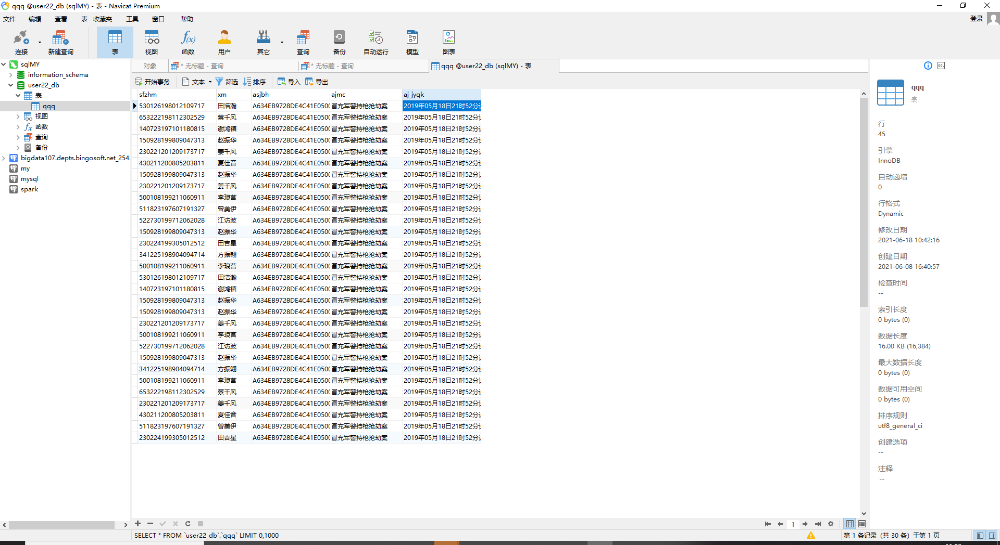 qqq @user22_db (sqlMY) - 表 - Navicat Premium
文件 编辑 查看 表 收藏夹 工具 窗口 帮助 登录
连接 新建查询 表 视图 函数 用户 其它 查询 备份 自动运行 模型 图表
sqlMY
information_schema
user22_db
表
qqq
视图
函数
查询
备份
bigdata107.depts.bingosoft.net_254
my
mysql
spark
对象 * 无标题 - 查询 * 无标题 - 查询 qqq @user22_db (sqlMY) - 表
开始事务 文本 筛选 排序 导入 导出
sfzhm xm asjbh ajmc aj_jyqk
530126198012109717 田浩瀚 A634EB9728DE4C41E050 冒充军警持枪抢劫案 2019年05月18日21时52分
653222198112302529 蔡千风 A634EB9728DE4C41E050 冒充军警持枪抢劫案 2019年05月18日21时52分
140723197101180815 谢鸿禧 A634EB9728DE4C41E050 冒充军警持枪抢劫案 2019年05月18日21时52分
150928199809047313 赵振华 A634EB9728DE4C41E050 冒充军警持枪抢劫案 2019年05月18日21时52分
230221201209173717 姜千风 A634EB9728DE4C41E050 冒充军警持枪抢劫案 2019年05月18日21时52分
430211200805203811 夏佳音 A634EB9728DE4C41E050 冒充军警持枪抢劫案 2019年05月18日21时52分
150928199809047313 赵振华 A634EB9728DE4C41E050 冒充军警持枪抢劫案 2019年05月18日21时52分
230221201209173717 姜千风 A634EB9728DE4C41E050 冒充军警持枪抢劫案 2019年05月18日21时52分
500108199211060911 李琅莒 A634EB9728DE4C41E050 冒充军警持枪抢劫案 2019年05月18日21时52分
511823197607191327 曾美伊 A634EB9728DE4C41E050 冒充军警持枪抢劫案 2019年05月18日21时52分
522730199712062028 江访波 A634EB9728DE4C41E050 冒充军警持枪抢劫案 2019年05月18日21时52分
150928199809047313 赵振华 A634EB9728DE4C41E050 冒充军警持枪抢劫案 2019年05月18日21时52分
230224199305012512 田吉星 A634EB9728DE4C41E050 冒充军警持枪抢劫案 2019年05月18日21时52分
341225198904094714 方振翱 A634EB9728DE4C41E050 冒充军警持枪抢劫案 2019年05月18日21时52分
500108199211060911 李琅莒 A634EB9728DE4C41E050 冒充军警持枪抢劫案 2019年05月18日21时52分
530126198012109717 田浩瀚 A634EB9728DE4C41E050 冒充军警持枪抢劫案 2019年05月18日21时52分
140723197101180815 谢鸿禧 A634EB9728DE4C41E050 冒充军警持枪抢劫案 2019年05月18日21时52分
150928199809047313 赵振华 A634EB9728DE4C41E050 冒充军警持枪抢劫案 2019年05月18日21时52分
150928199809047313 赵振华 A634EB9728DE4C41E050 冒充军警持枪抢劫案 2019年05月18日21时52分
230221201209173717 姜千风 A634EB9728DE4C41E050 冒充军警持枪抢劫案 2019年05月18日21时52分
500108199211060911 李琅莒 A634EB9728DE4C41E050 冒充军警持枪抢劫案 2019年05月18日21时52分
522730199712062028 江访波 A634EB9728DE4C41E050 冒充军警持枪抢劫案 2019年05月18日21时52分
150928199809047313 赵振华 A634EB9728DE4C41E050 冒充军警持枪抢劫案 2019年05月18日21时52分
341225198904094714 方振翱 A634EB9728DE4C41E050 冒充军警持枪抢劫案 2019年05月18日21时52分
500108199211060911 李琅莒 A634EB9728DE4C41E050 冒充军警持枪抢劫案 2019年05月18日21时52分
653222198112302529 蔡千风 A634EB9728DE4C41E050 冒充军警持枪抢劫案 2019年05月18日21时52分
230221201209173717 姜千风 A634EB9728DE4C41E050 冒充军警持枪抢劫案 2019年05月18日21时52分
430211200805203811 夏佳音 A634EB9728DE4C41E050 冒充军警持枪抢劫案 2019年05月18日21时52分
511823197607191327 曾美伊 A634EB9728DE4C41E050 冒充军警持枪抢劫案 2019年05月18日21时52分
230224199305012512 田吉星 A634EB9728DE4C41E050 冒充军警持枪抢劫案 2019年05月18日21时52分
qqq
表
行
45
引擎
InnoDB
自动递增
0
行格式
Dynamic
修改日期
2021-06-18 10:42:16
创建日期
2021-06-08 16:40:57
检查时间
--
索引长度
0 bytes (0)
数据长度
16.00 KB (16,384)
最大数据长度
0 bytes (0)
数据可用空间
0 bytes (0)
排序规则
utf8_general_ci
创建选项
--
注释
--
1
SELECT * FROM `user22_db`.`qqq` LIMIT 0,1000
第 1 条记录 (共 30 条) 于第 1 页